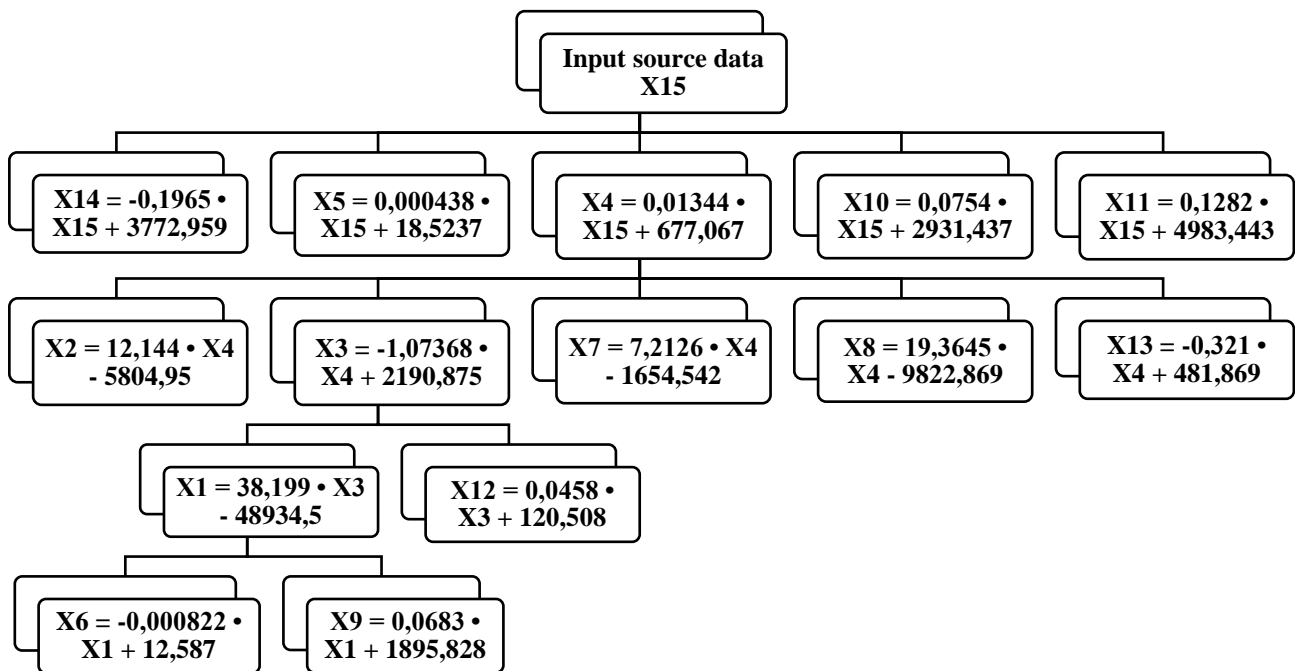 Input source data
X15
X14 = -0,1965 •
X15 + 3772,959
X5 = 0,000438 •
X15 + 18,5237
X4 = 0,01344 •
X15 + 677,067
X10 = 0,0754 •
X15 + 2931,437
X11 = 0,1282 •
X15 + 4983,443
X2 = 12,144 • X4
- 5804,95
X3 = -1,07368 •
X4 + 2190,875
X7 = 7,2126 • X4
- 1654,542
X8 = 19,3645 •
X4 - 9822,869
X13 = -0,321 •
X4 + 481,869
X1 = 38,199 • X3
- 48934,5
X12 = 0,0458 •
X3 + 120,508
X6 = -0,000822 •
X1 + 12,587
X9 = 0,0683 •
X1 + 1895,828